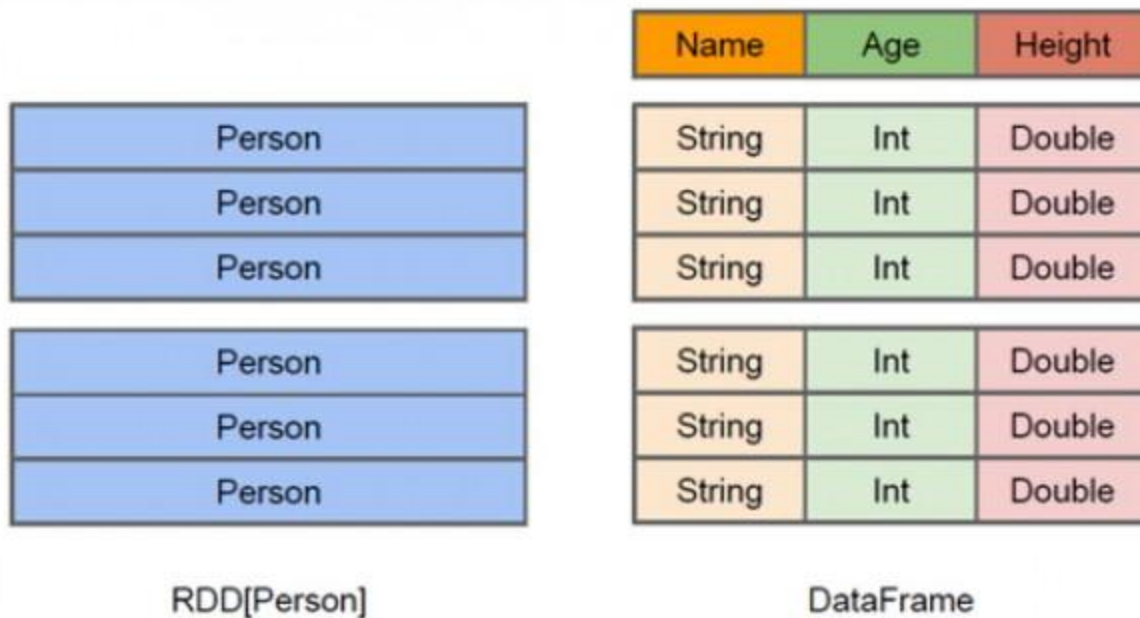 Name Age Height
Person String Int Double
Person String Int Double
Person String Int Double
Person String Int Double
Person String Int Double
Person String Int Double
RDD[Person] DataFrame